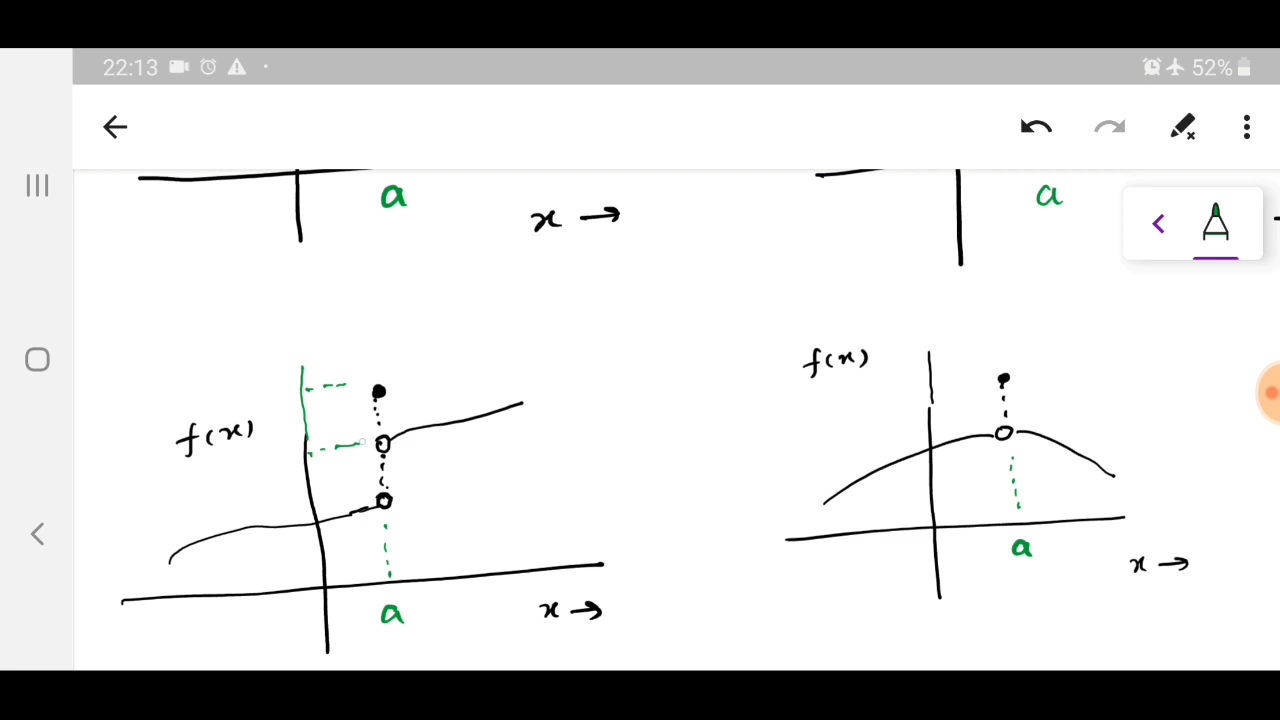 22:13 52%
a
x →
a
f(x)
f(x)
a
x →
a
x →